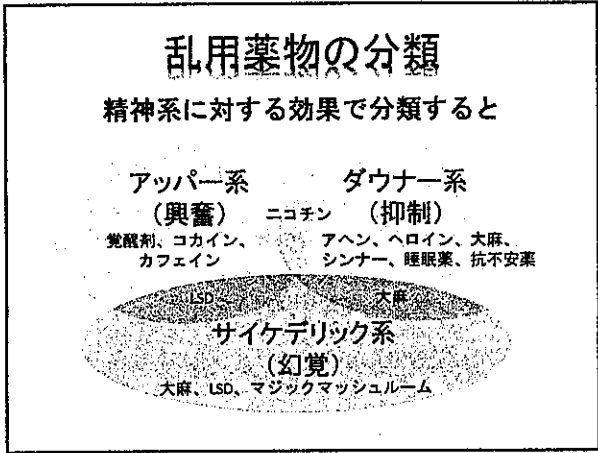 乱用薬物の分類
精神系に対する効果で分類すると
アッパー系
(興奮)
覚醒剤、コカイン、
カフェイン
ニコチン
ダウナー系
(抑制)
アヘン、ヘロイン、大麻、
シンナー、睡眠薬、抗不安薬
LSD
大麻
サイケデリック系
(幻覚)
大麻、LSD、マジックマッシュルーム